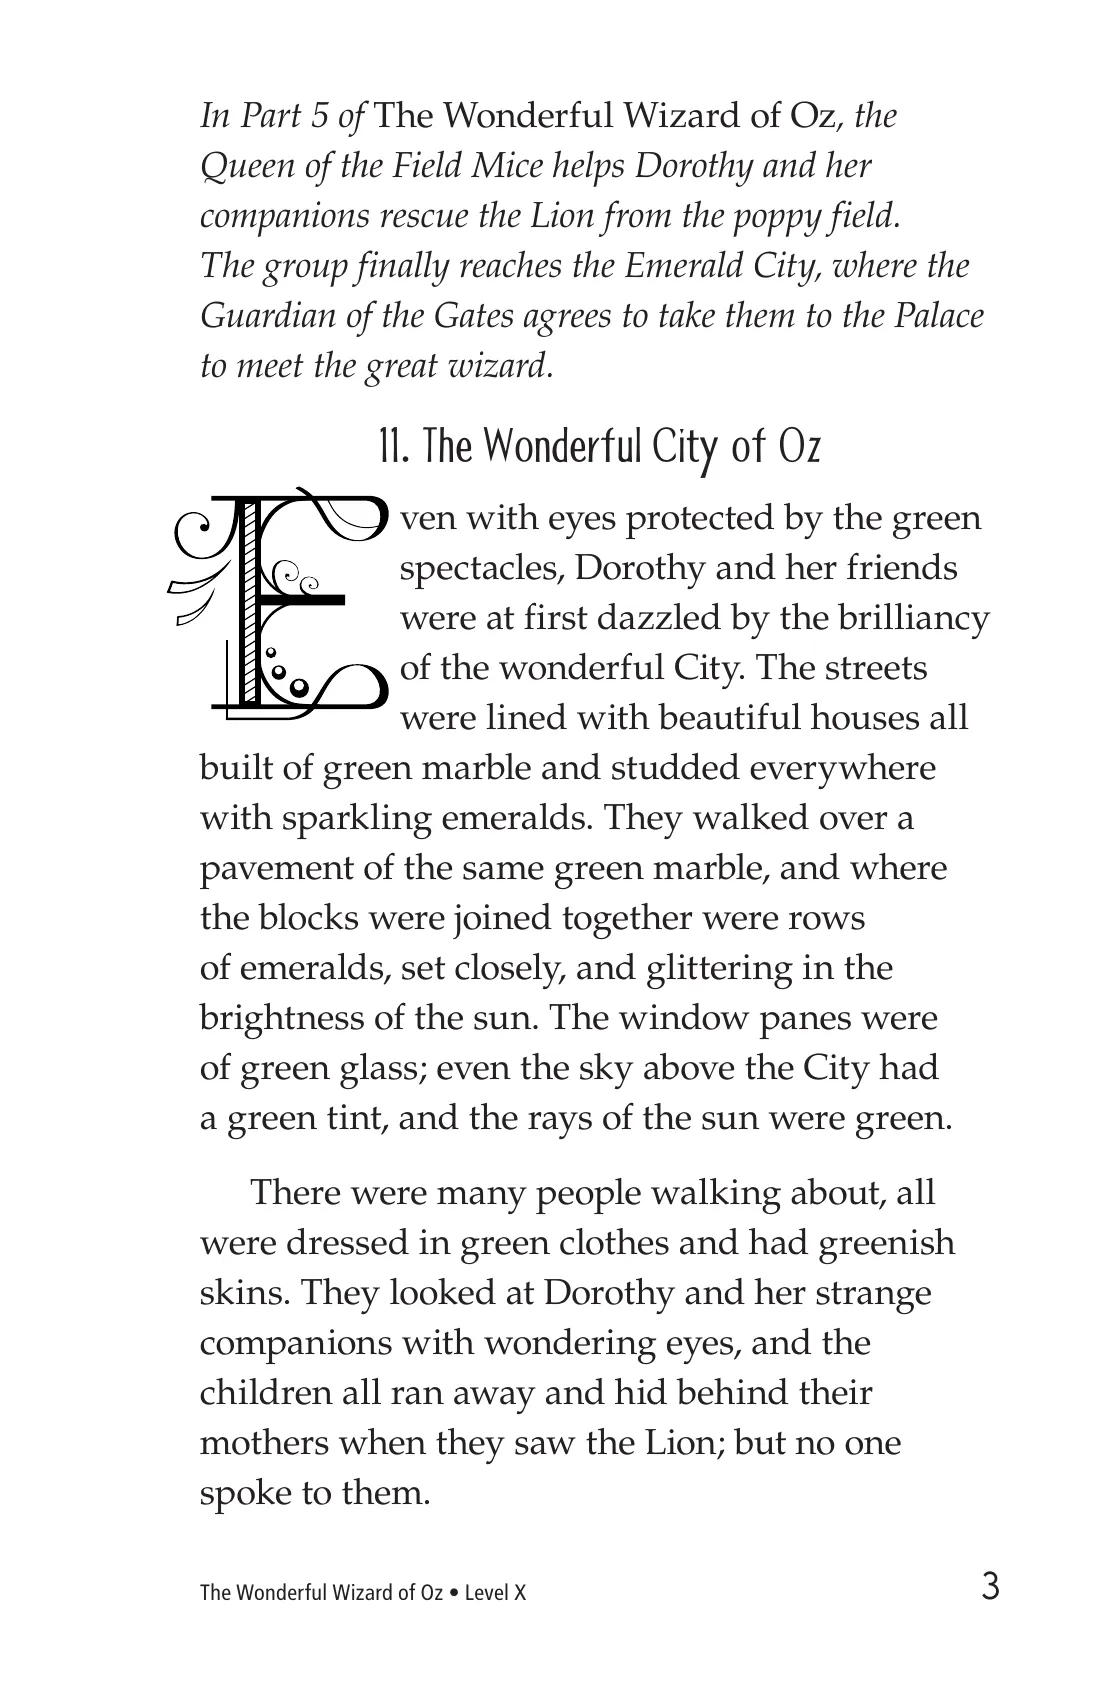 In Part 5 of The Wonderful Wizard of Oz, the
Queen of the Field Mice helps Dorothy and her
companions rescue the Lion from the poppy field.
The group finally reaches the Emerald City, where the
Guardian of the Gates agrees to take them to the Palace
to meet the great wizard.
11. The Wonderful City of Oz
Even with eyes protected by the green
spectacles, Dorothy and her friends
were at first dazzled by the brilliancy
of the wonderful City. The streets
were lined with beautiful houses all
built of green marble and studded everywhere
with sparkling emeralds. They walked over a
pavement of the same green marble, and where
the blocks were joined together were rows
of emeralds, set closely, and glittering in the
brightness of the sun. The window panes were
of green glass; even the sky above the City had
a green tint, and the rays of the sun were green.
There were many people walking about, all
were dressed in green clothes and had greenish
skins. They looked at Dorothy and her strange
companions with wondering eyes, and the
children all ran away and hid behind their
mothers when they saw the Lion; but no one
spoke to them.
The Wonderful Wizard of Oz • Level X
3